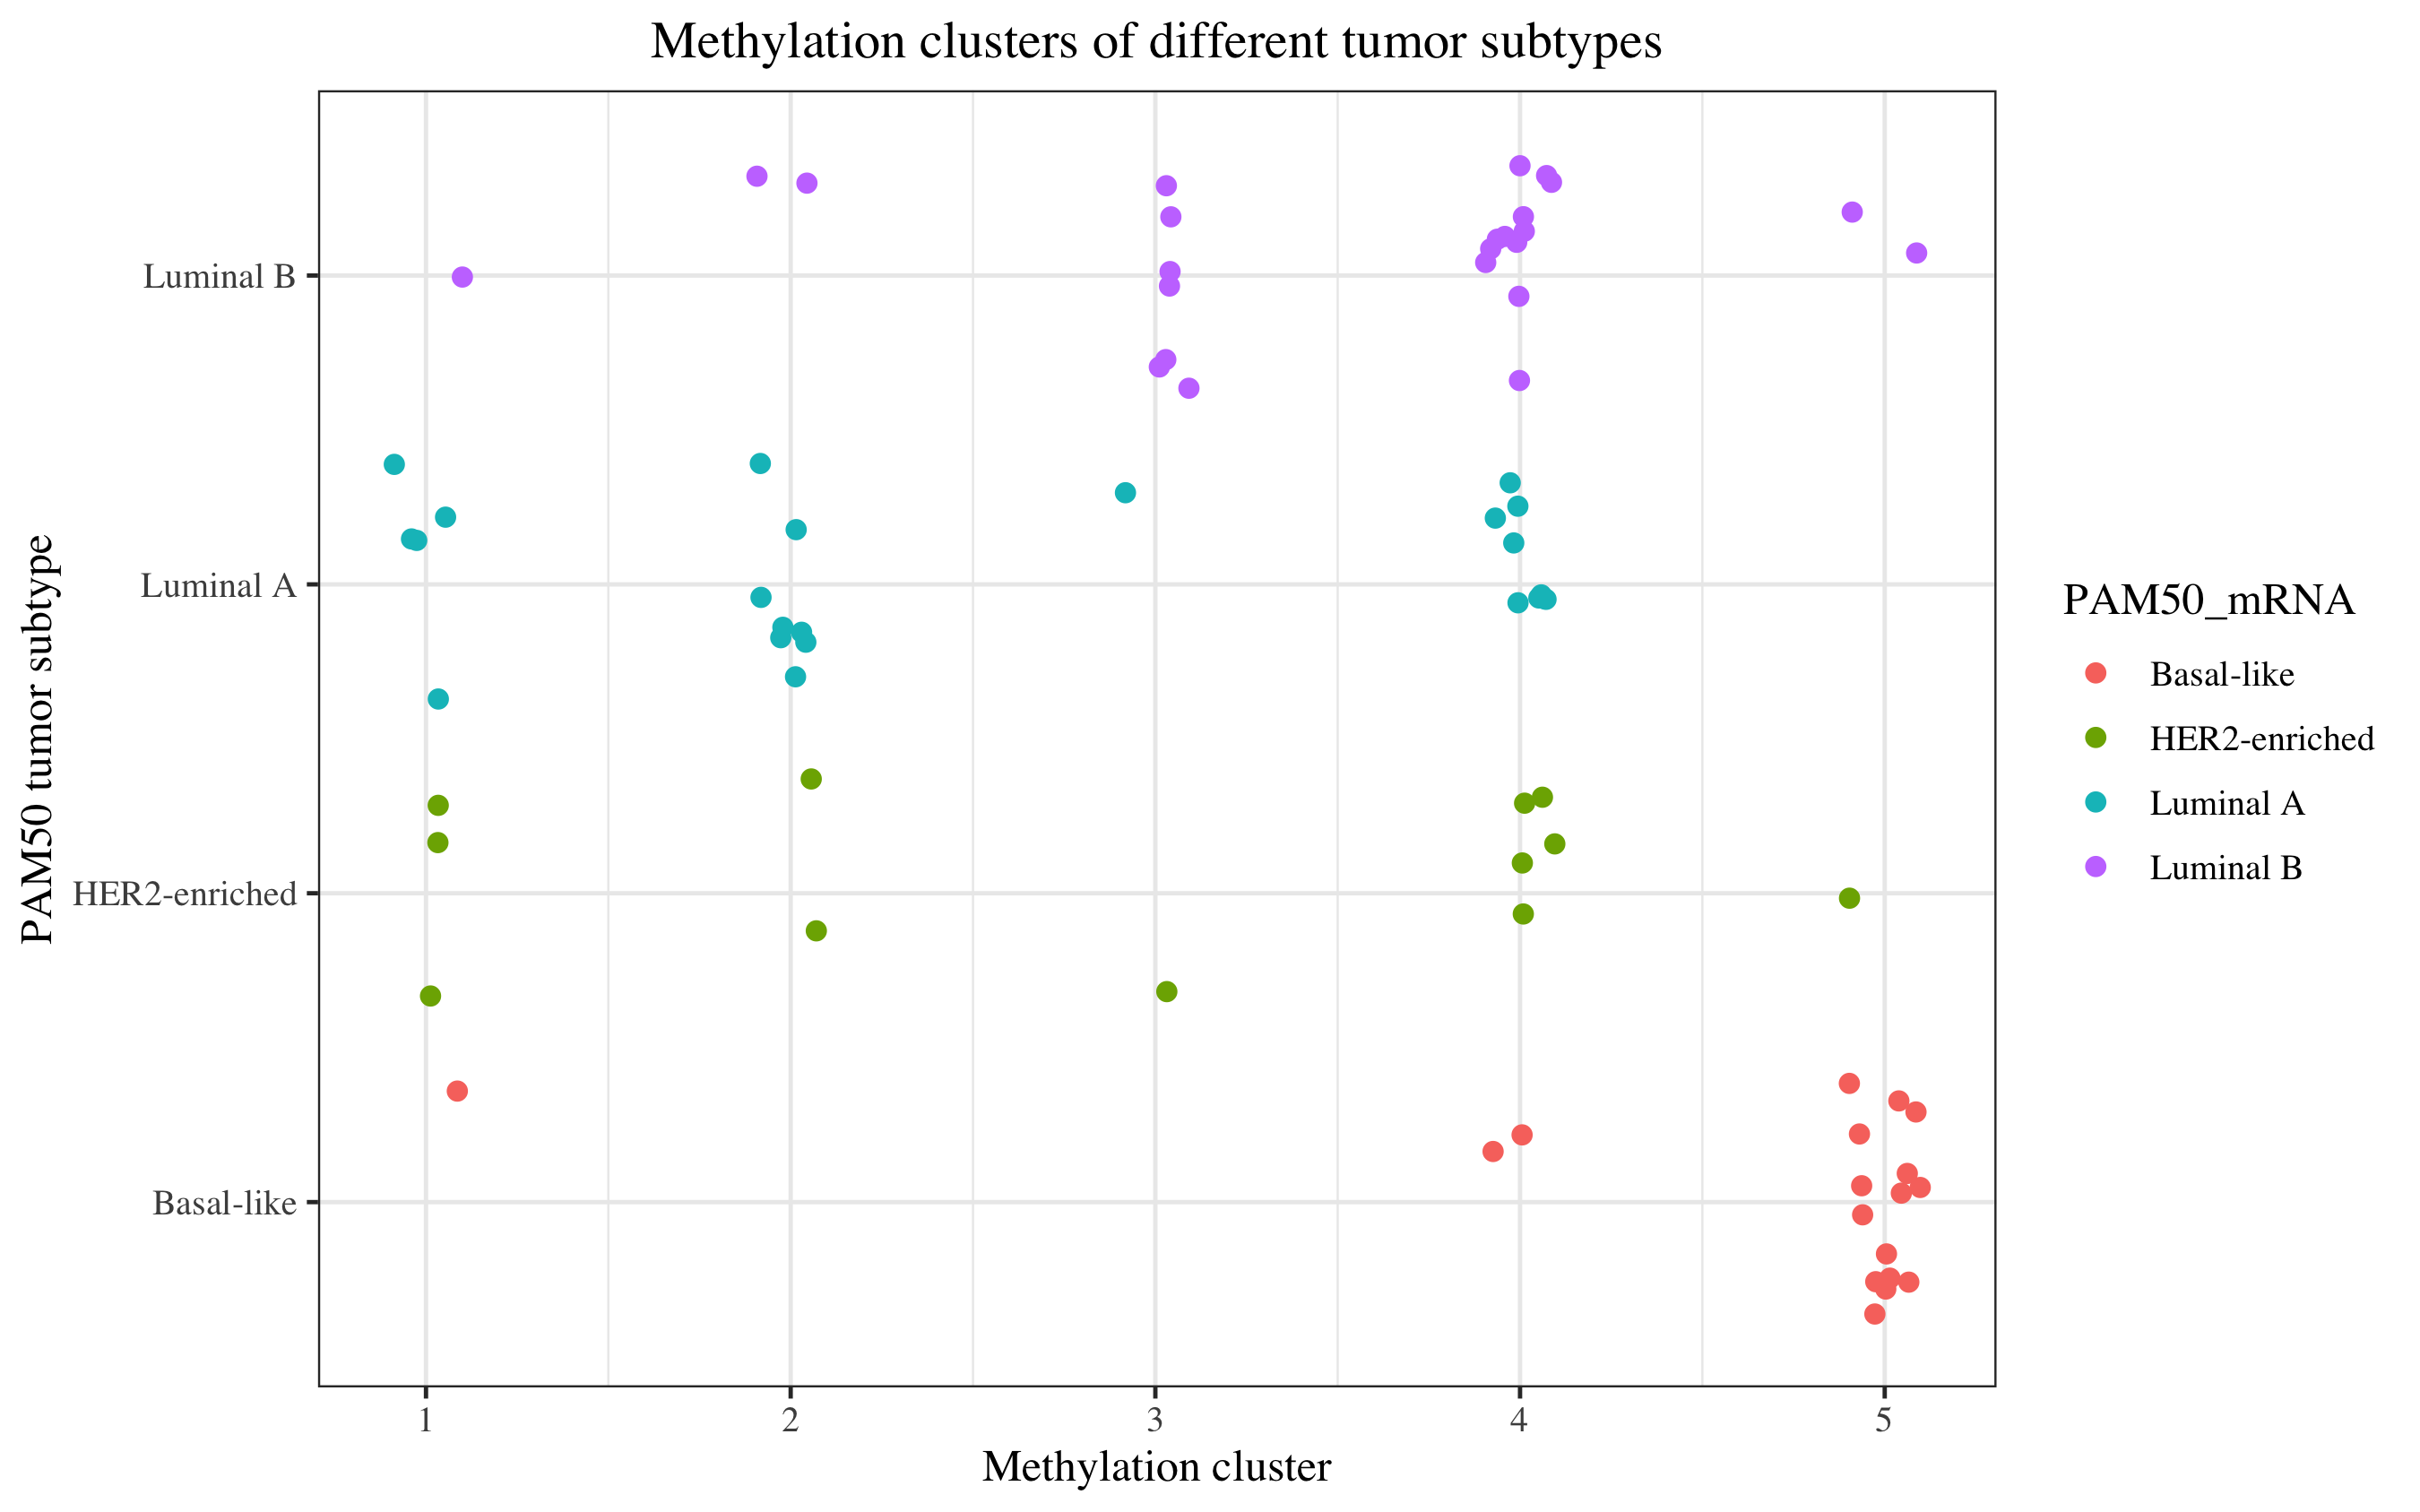 Methylation clusters of different tumor subtypes
PAM50 tumor subtype
Luminal B
Luminal A
HER2-enriched
Basal-like
1
2
3
4
5
Methylation cluster
PAM50_mRNA
Basal-like
HER2-enriched
Luminal A
Luminal B